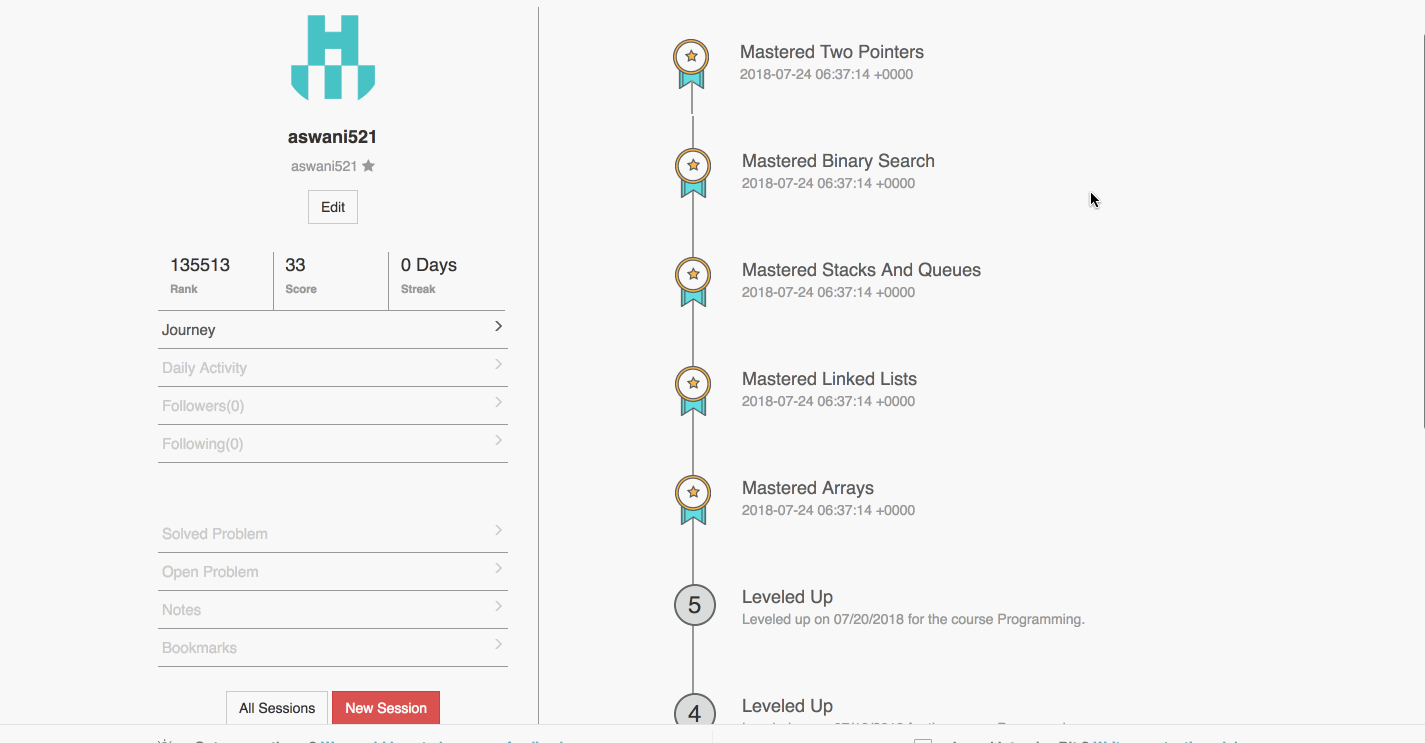 aswani521
aswani521
Edit
135513
Rank
33
Score
0 Days
Streak
Journey
Daily Activity
Followers(0)
Following(0)
Solved Problem
Open Problem
Notes
Bookmarks
All Sessions
New Session
Mastered Two Pointers
2018-07-24 06:37:14 +0000
Mastered Binary Search
2018-07-24 06:37:14 +0000
Mastered Stacks And Queues
2018-07-24 06:37:14 +0000
Mastered Linked Lists
2018-07-24 06:37:14 +0000
Mastered Arrays
2018-07-24 06:37:14 +0000
5
Leveled Up
Leveled up on 07/20/2018 for the course Programming.
4
Leveled Up